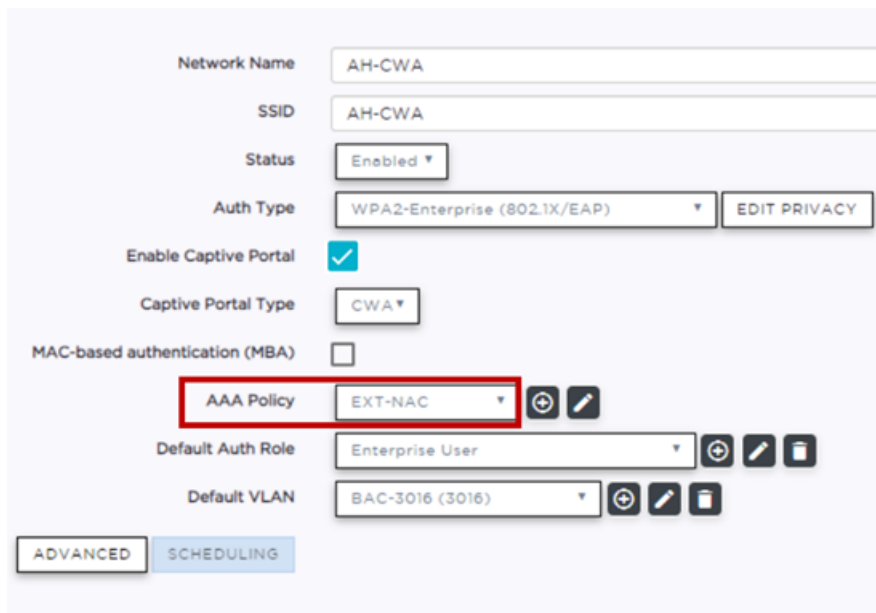 Network Name AH-CWA
SSID AH-CWA
Status Enabled
Auth Type WPA2-Enterprise (802.1X/EAP) EDIT PRIVACY
Enable Captive Portal
Captive Portal Type CWA
MAC-based authentication (MBA)
AAA Policy EXT-NAC
Default Auth Role Enterprise User
Default VLAN BAC-3016 (3016)
ADVANCED SCHEDULING